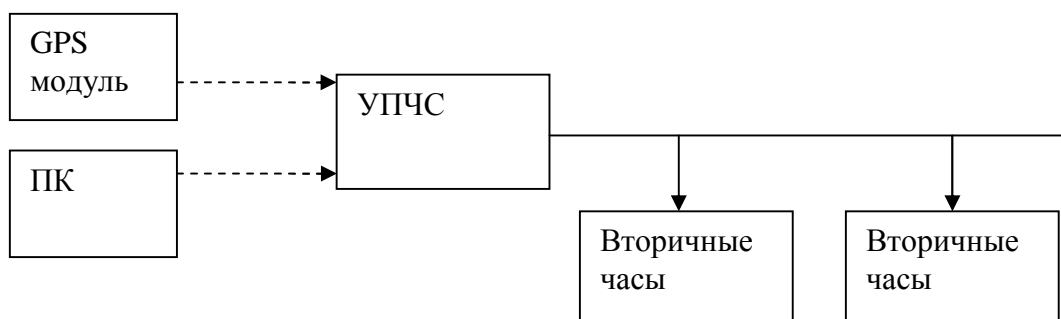 GPS
модуль
УПЧС
ПК
Вторичные
часы
Вторичные
часы